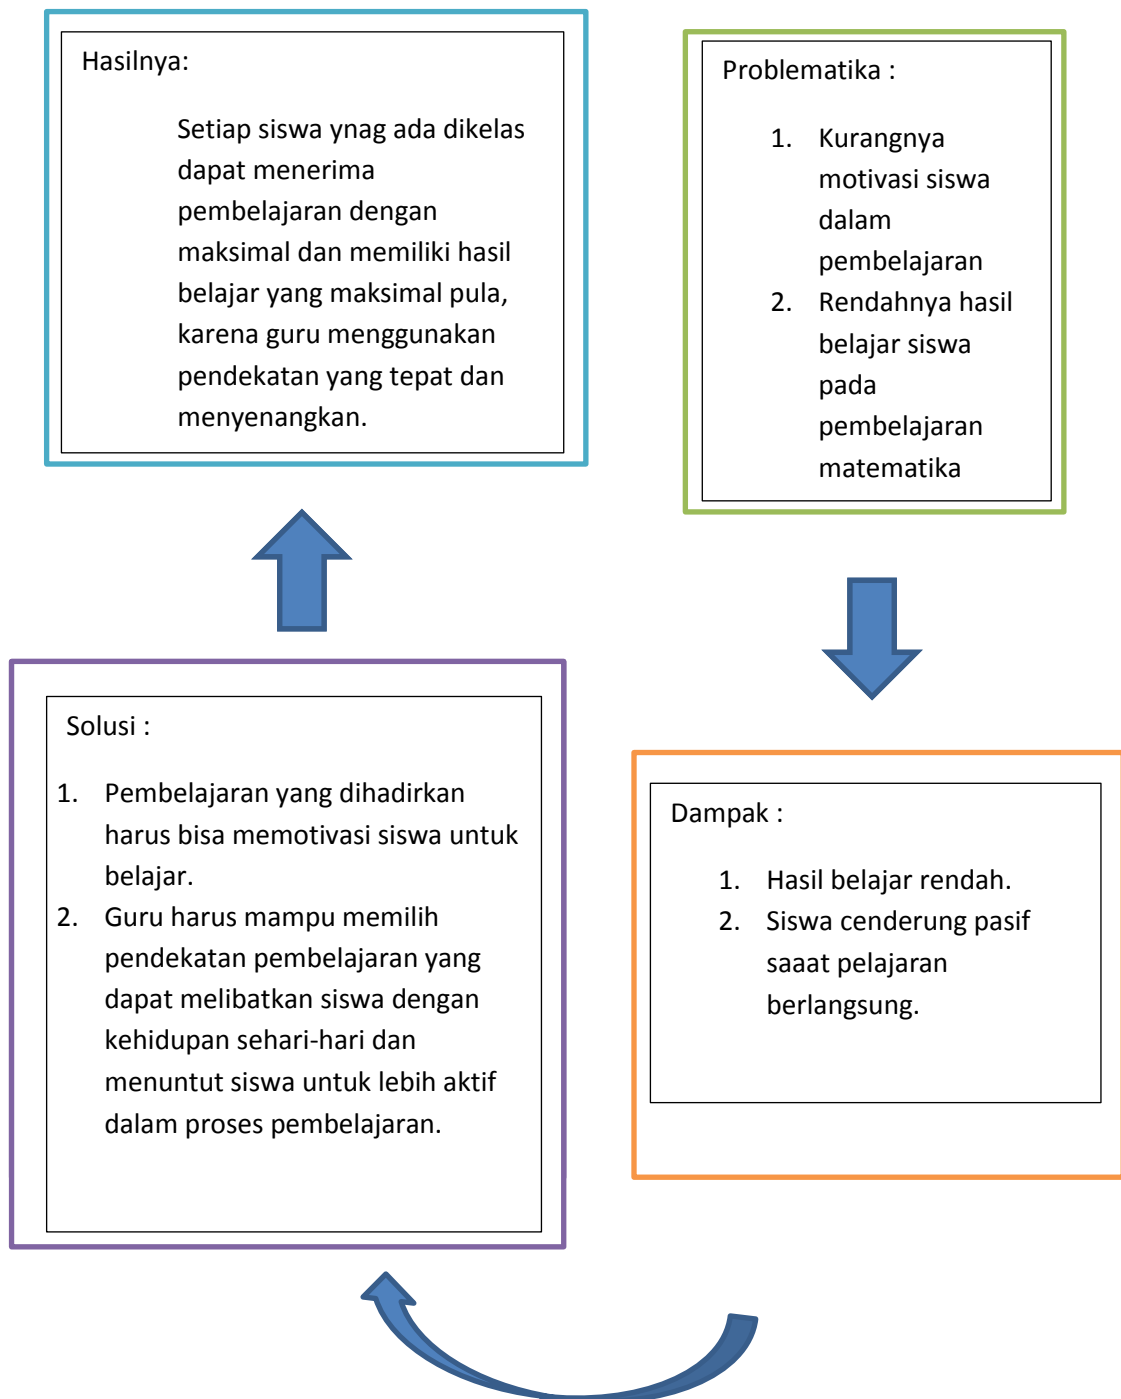 Hasilnya:
Setiap siswa ynag ada dikelas
dapat menerima
pembelajaran dengan
maksimal dan memiliki hasil
belajar yang maksimal pula,
karena guru menggunakan
pendekatan yang tepat dan
menyenangkan.
Problematika :
1. Kurangnya
motivasi siswa
dalam
pembelajaran
2. Rendahnya hasil
belajar siswa
pada
pembelajaran
matematika
Solusi :
1. Pembelajaran yang dihadirkan
harus bisa memotivasi siswa untuk
belajar.
2. Guru harus mampu memilih
pendekatan pembelajaran yang
dapat melibatkan siswa dengan
kehidupan sehari-hari dan
menuntut siswa untuk lebih aktif
dalam proses pembelajaran.
Dampak :
1. Hasil belajar rendah.
2. Siswa cenderung pasif
saaat pelajaran
berlangsung.